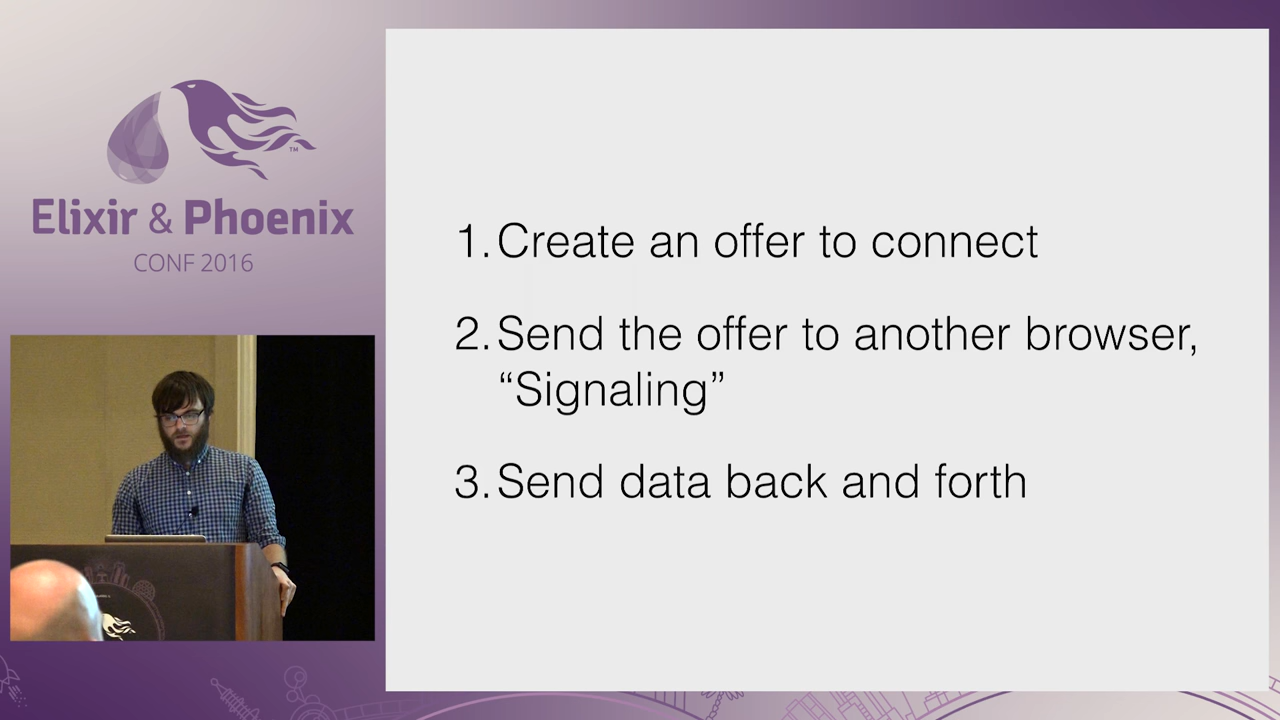 ™
Elixir & Phoenix
CONF 2016
1. Create an offer to connect
2. Send the offer to another browser,
“Signaling”
3. Send data back and forth